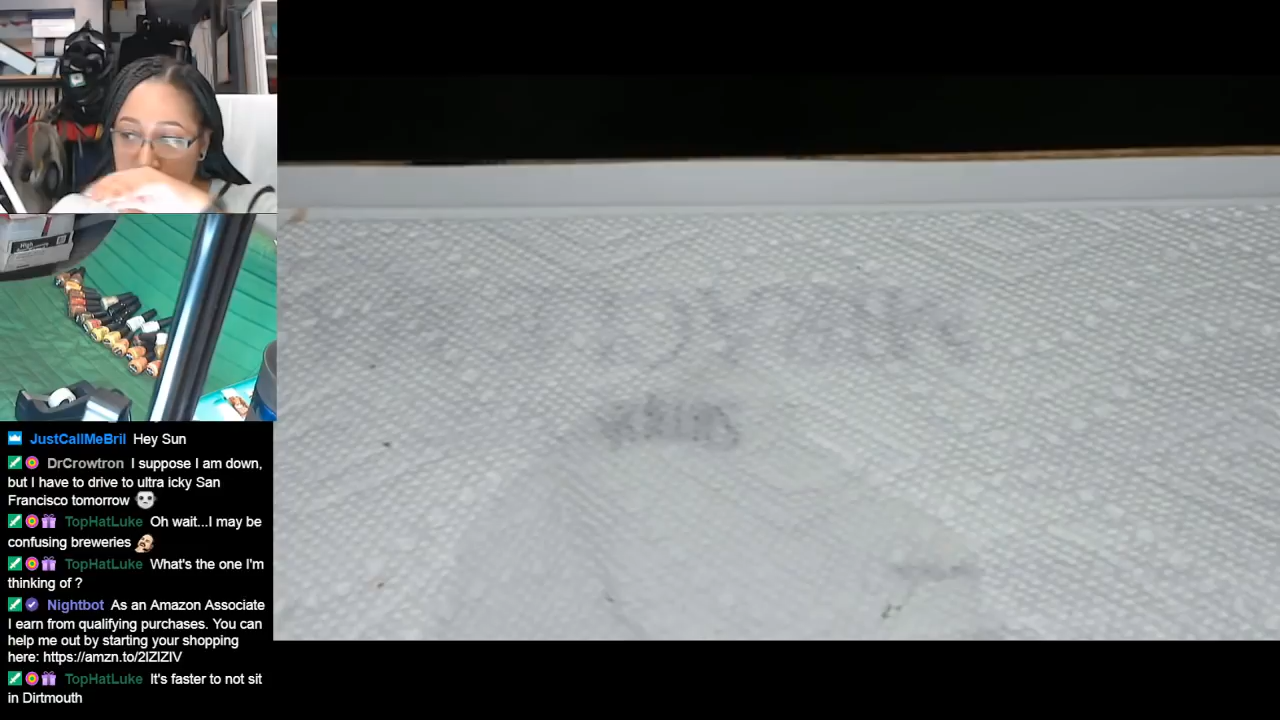 JustCallMeBril Hey Sun
DrCrowtron I suppose I am down,
but I have to drive to ultra icky San
Francisco tomorrow
TopHatLuke Oh wait...I may be
confusing breweries
TopHatLuke What's the one I'm
thinking of ?
Nightbot As an Amazon Associate
I earn from qualifying purchases. You can
help me out by starting your shopping
here: https://amzn.to/2IZIZIV
TopHatLuke It's faster to not sit
in Dirtmouth